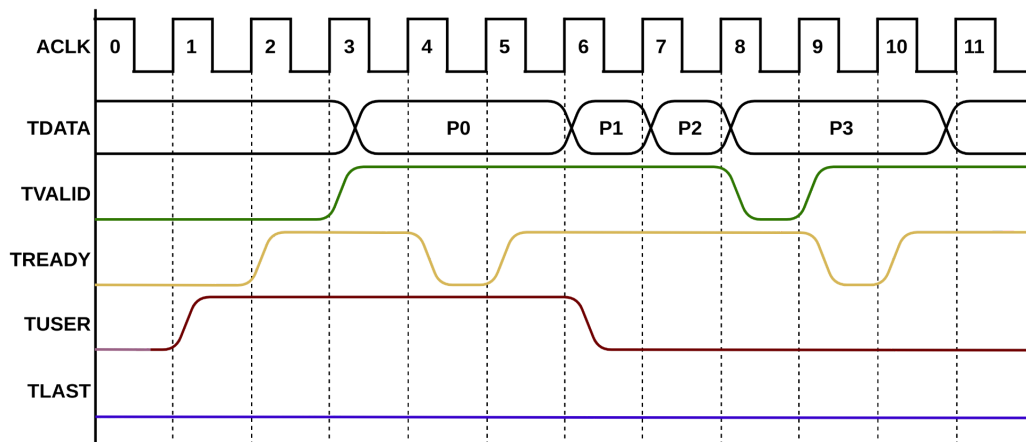 ACLK 0 1 2 3 4 5 6 7 8 9 10 11
TDATA P0 P1 P2 P3
TVALID
TREADY
TUSER
TLAST